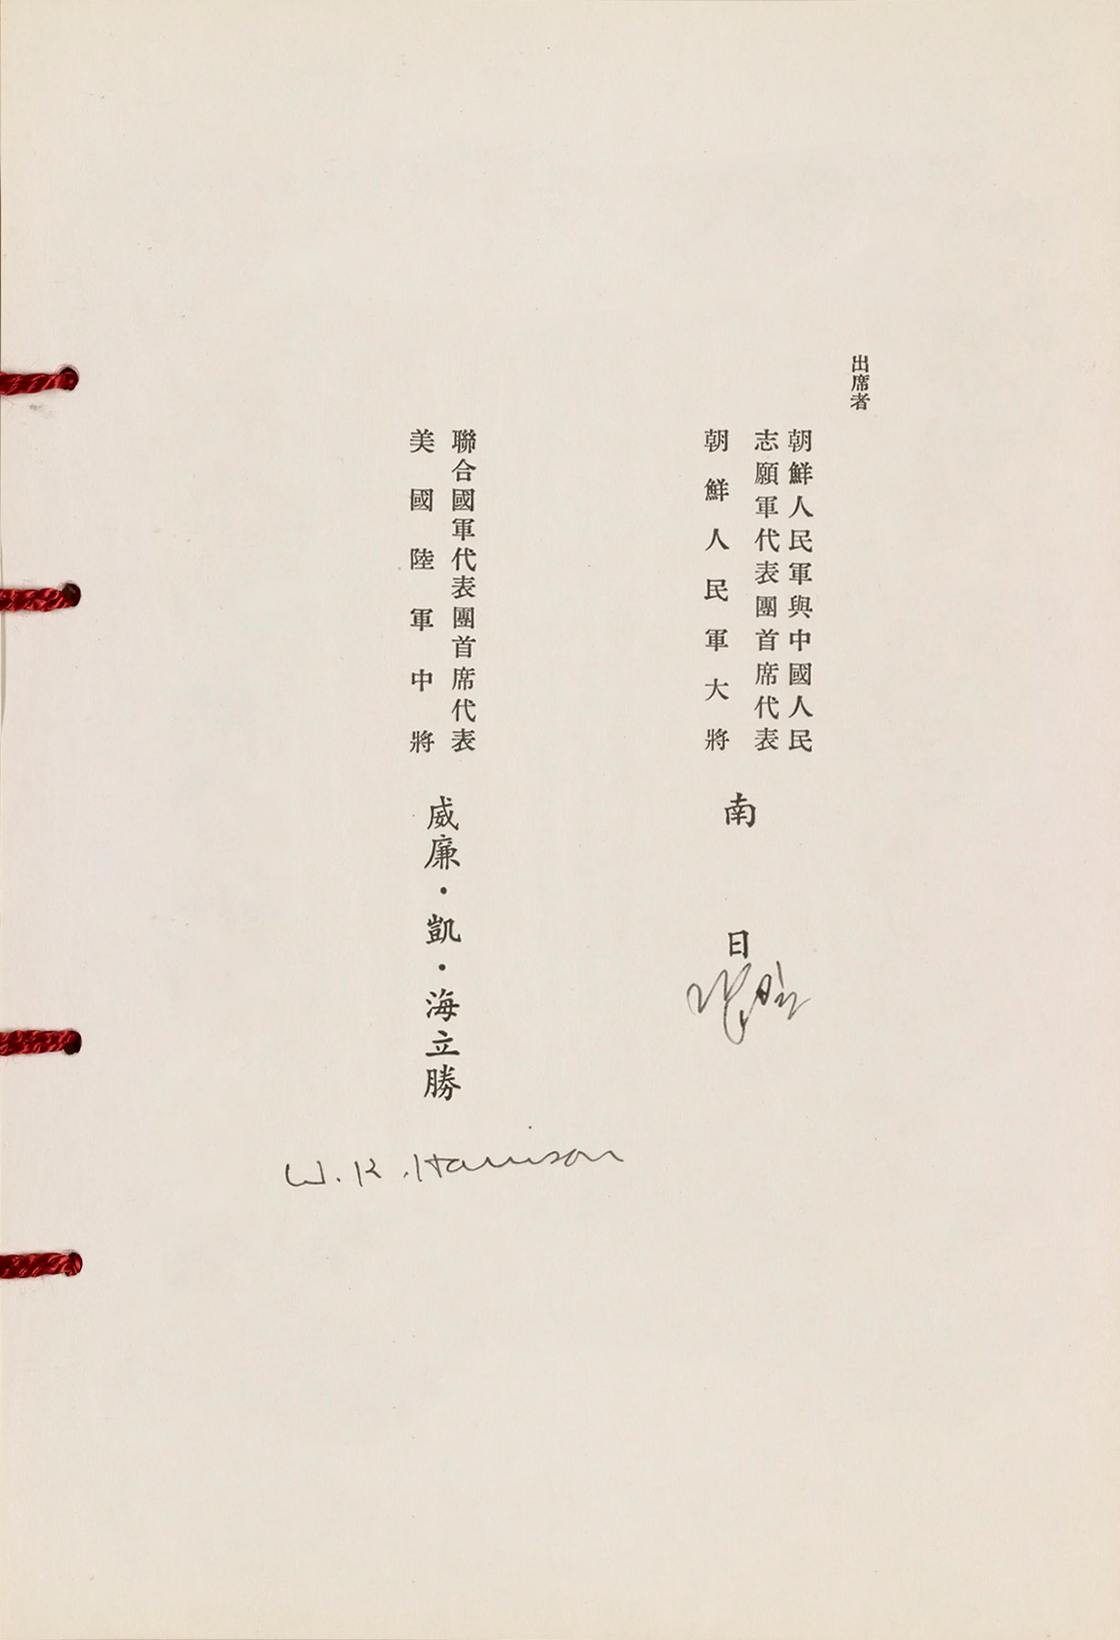 出席者
朝鮮人民軍與中國人民
志願軍代表團首席代表
朝鮮人民軍大將
南日
聯合國軍代表團首席代表
美國陸軍中將
威廉·凱·海立勝
W. K. Harrison